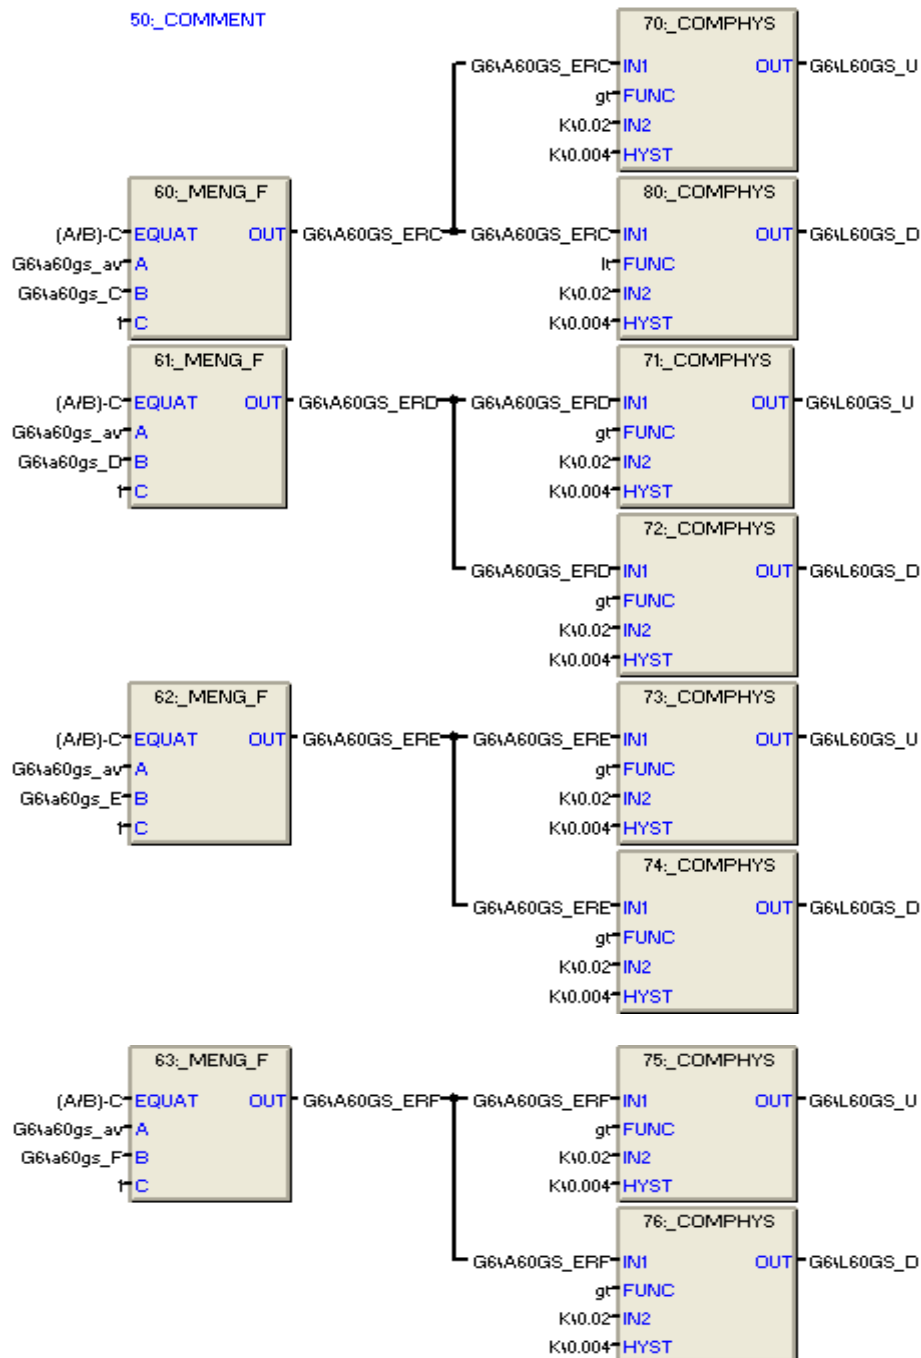 50:_COMMENT
70:_COMPHYS
G6\A60GS_ERC IN1 OUT G6\L60GS_U
gt FUNC
K\0.02 IN2
K\0.004 HYST
60:_MENG_F 80:_COMPHYS
(A/B)-C EQUAT OUT G6\A60GS_ERC G6\A60GS_ERC IN1 OUT G6\L60GS_D
G6\a60gs_av A lt FUNC
G6\a60gs_C B K\0.02 IN2
1 C K\0.004 HYST
61:_MENG_F 71:_COMPHYS
(A/B)-C EQUAT OUT G6\A60GS_ERD G6\A60GS_ERD IN1 OUT G6\L60GS_U
G6\a60gs_av A gt FUNC
G6\a60gs_D B K\0.02 IN2
1 C K\0.004 HYST
72:_COMPHYS
G6\A60GS_ERD IN1 OUT G6\L60GS_D
gt FUNC
K\0.02 IN2
K\0.004 HYST
62:_MENG_F 73:_COMPHYS
(A/B)-C EQUAT OUT G6\A60GS_ERE G6\A60GS_ERE IN1 OUT G6\L60GS_U
G6\a60gs_av A gt FUNC
G6\a60gs_E B K\0.02 IN2
1 C K\0.004 HYST
74:_COMPHYS
G6\A60GS_ERE IN1 OUT G6\L60GS_D
gt FUNC
K\0.02 IN2
K\0.004 HYST
63:_MENG_F 75:_COMPHYS
(A/B)-C EQUAT OUT G6\A60GS_ERF G6\A60GS_ERF IN1 OUT G6\L60GS_U
G6\a60gs_av A gt FUNC
G6\a60gs_F B K\0.02 IN2
1 C K\0.004 HYST
76:_COMPHYS
G6\A60GS_ERF IN1 OUT G6\L60GS_D
gt FUNC
K\0.02 IN2
K\0.004 HYST